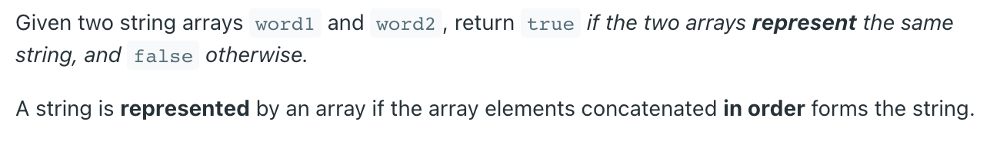 Given two string arrays word1 and word2, return true if the two arrays represent the same
string, and false otherwise.
A string is represented by an array if the array elements concatenated in order forms the string.